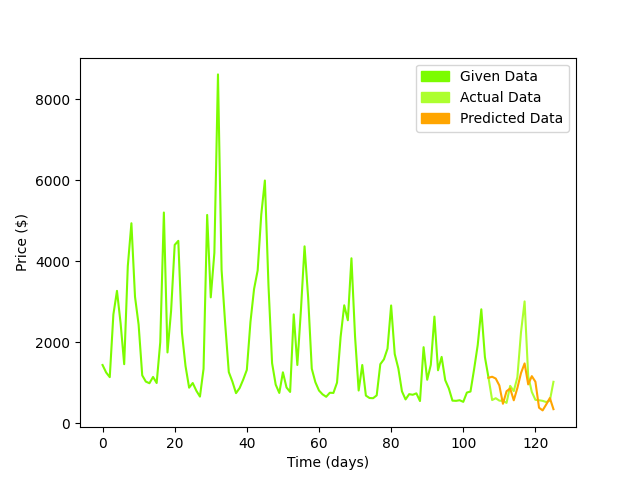 Given Data
Actual Data
Predicted Data
8000
6000
4000
2000
0
Price ($)
0 20 40 60 80 100 120
Time (days)